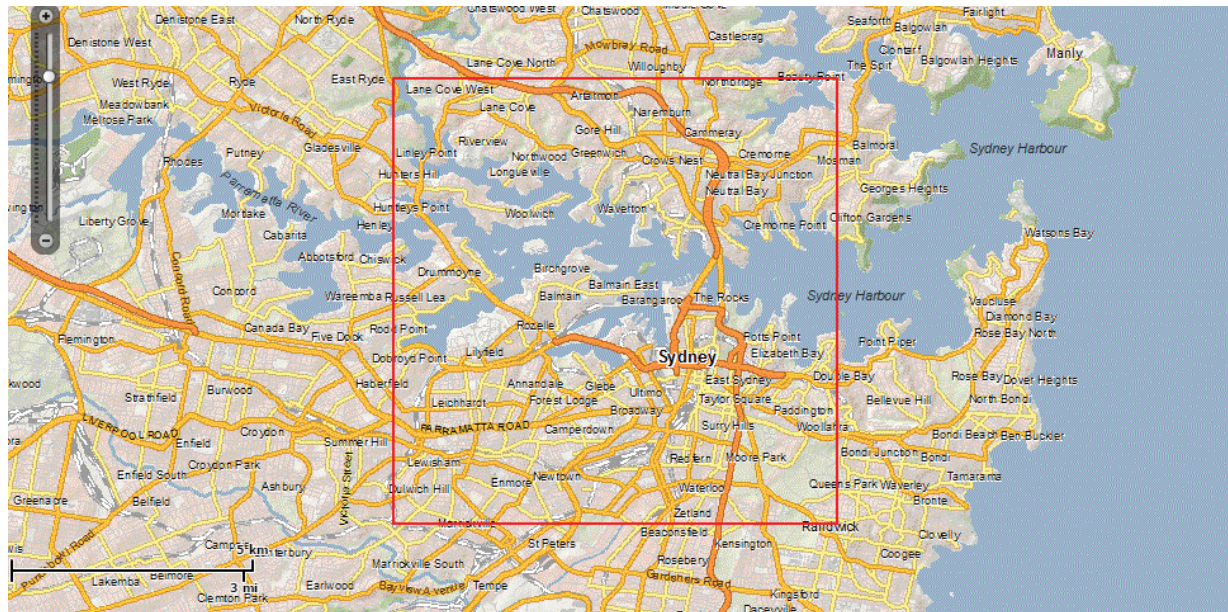 Chatswood West
Chatswood
Fairlight
Denistone East
North Ryde
Seaforth
Balgowlah
Castlecrag
Denistone West
Mowbray Road
Clontarf
Manly
Lane Cove North
Willoughby
The Spit
Balgowlah Heights
West Ryde
Ryde
East Ryde
Northbridge
Beauty Point
Lane Cove West
Artarmon
Meadowbank
Lane Cove
Naremburn
Melrose Park
Victoria Road
Gore Hill
Cammeray
Riverview
Balmoral
Gladesville
Putney
Linley Point
Northwood
Greenwich
Cremorne
Sydney Harbour
Rhodes
Crows Nest
Mosman
Hunters Hill
Longueville
Neutral Bay Junction
Parramatta River
Neutral Bay
Georges Heights
Huntleys Point
Woolwich
Waverton
Mortlake
Clifton Gardens
Liberty Grove
Henley
Cremorne Point
Cabarita
Watsons Bay
Abbotsford
Chiswick
Concord Road
Drummoyne
Birchgrove
Balmain East
Concord
Wareemba
Russell Lea
Balmain
Barangaroo
The Rocks
Sydney Harbour
Vaucluse
Diamond Bay
Canada Bay
Rodd Point
Rozelle
Rose Bay North
Flemington
Five Dock
Potts Point
Point Piper
Dobroyd Point
Lilyfield
Sydney
Elizabeth Bay
Haberfield
Annandale
Glebe
East Sydney
Double Bay
Rose Bay
Dover Heights
Burwood
Forest Lodge
Ultimo
Strathfield
Leichhardt
Taylor Square
Bellevue Hill
North Bondi
Broadway
Paddington
LIVERPOOL ROAD
PARRAMATTA ROAD
Camperdown
Surry Hills
Woollahra
Croydon
Enfield
Summer Hill
Bondi Beach
Ben Buckler
Croydon Park
Lewisham
Redfern
Moore Park
Bondi Junction
Bondi
Enfield South
Victoria Street
Newtown
Tamarama
Ashbury
Dulwich Hill
Enmore
Waterloo
Queens Park
Waverley
Greenacre
Belfield
Bronte
Zetland
Marrickville
Randwick
Beaconsfield
Clovelly
St Peters
Kensington
5 km
Coogee
Marrickville South
Rosebery
Lakemba
Belmore
3 mi
Earlwood
Bayview Avenue
Tempe
Gardeners Road
Clemton Park
Kingsford
Daceyville